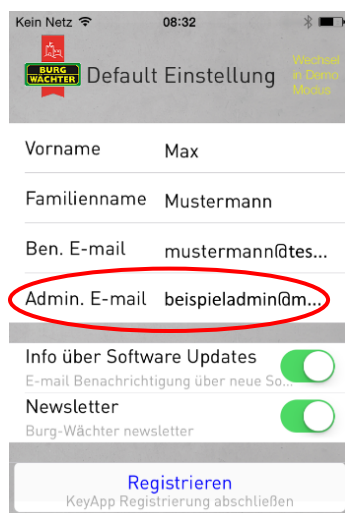 Kein Netz 08:32
BURG
WÄCHTER
Default Einstellung
Wechsel
in Demo
Modus
Vorname Max
Familienname Mustermann
Ben. E-mail mustermann@tes...
Admin. E-mail beispieladmin@m...
Info über Software Updates
E-mail Benachrichtigung über neue So...
Newsletter
Burg-Wächter newsletter
Registrieren
KeyApp Registrierung abschließen